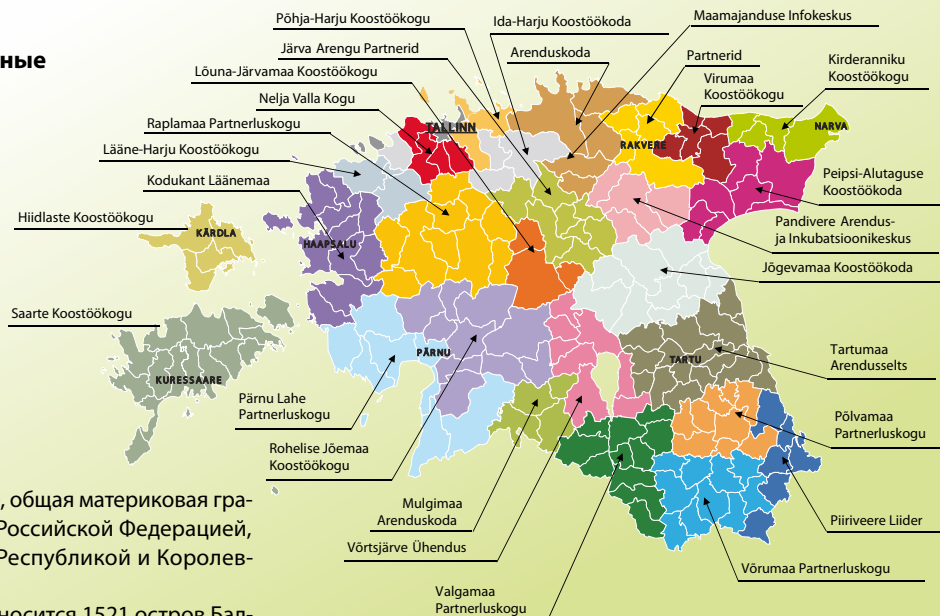 ные
Põhja-Harju Koostöökogu
Järva Arengu Partnerid
Lõuna-Järvamaa Koostöökogu
Nelja Valla Kogu
Raplamaa Partnerluskogu
Lääne-Harju Koostöökogu
Kodukant Läänemaa
Hiidlaste Koostöökogu
Saarte Koostöökogu
Ida-Harju Koostöökoda
Arenduskoda
Maamajanduse Infokeskus
Partnerid
Virumaa
Koostöökogu
Kirderanniku
Koostöökogu
Peipsi-Alutaguse
Koostöökoda
Pandivere Arendus-
ja Inkubatsioonikeskus
Jõgevamaa Koostöökoda
Tartumaa
Arendusselts
Põlvamaa
Partnerluskogu
Piiriveere Liider
Võrumaa Partnerluskogu
Valgamaa
Partnerluskogu
Võrtsjärve Ühendus
Mulgimaa
Arenduskoda
Rohelise Jõemaa
Koostöökogu
Pärnu Lahe
Partnerluskogu
TALLINN
RAKVERE
NARVA
KÄRDLA
HAAPSALU
KURESSAARE
PÄRNU
TARTU
, общая материковая гра-
Российской Федерацией,
Республикой и Королев-
носится 1521 остров Бал-